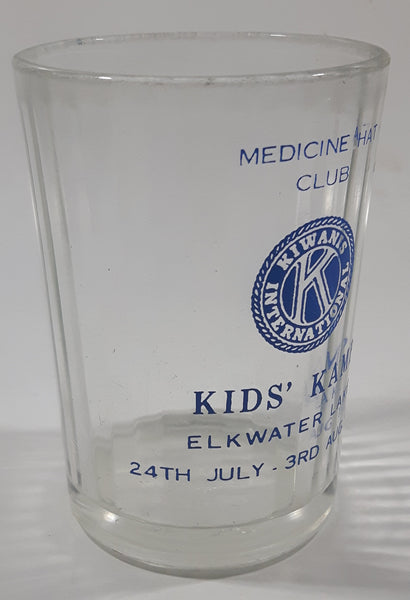 MEDICINE HAT
CLUB
KIWANIS
K
INTERNATIONAL
KIDS' KAM
ELKWATER LAK
24TH JULY - 3RD AUG